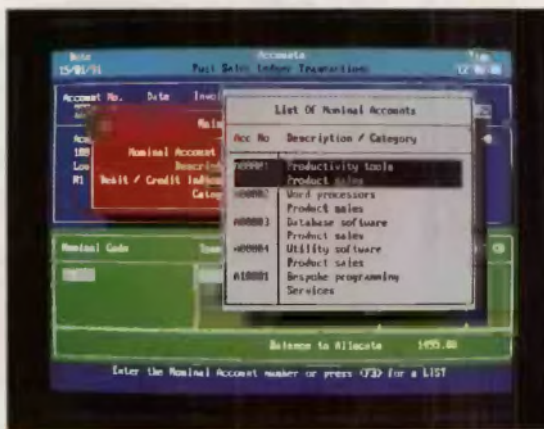 Date Accounts Time
15/01/91 Post Sales Ledger Transactions 12
Account No. Date
Nominal Account
Debit / Credit
List Of Nominal Accounts
Acc No Description / Category
A00001 Productivity tools
Product sales
A00002 Word processors
Product sales
A00003 Database software
Product sales
A00004 Utility software
Product sales
A10001 Bespoke programming
Services
Nominal Code
Balance to Allocate
Enter the Nominal Account number or press <F3> for a LIST